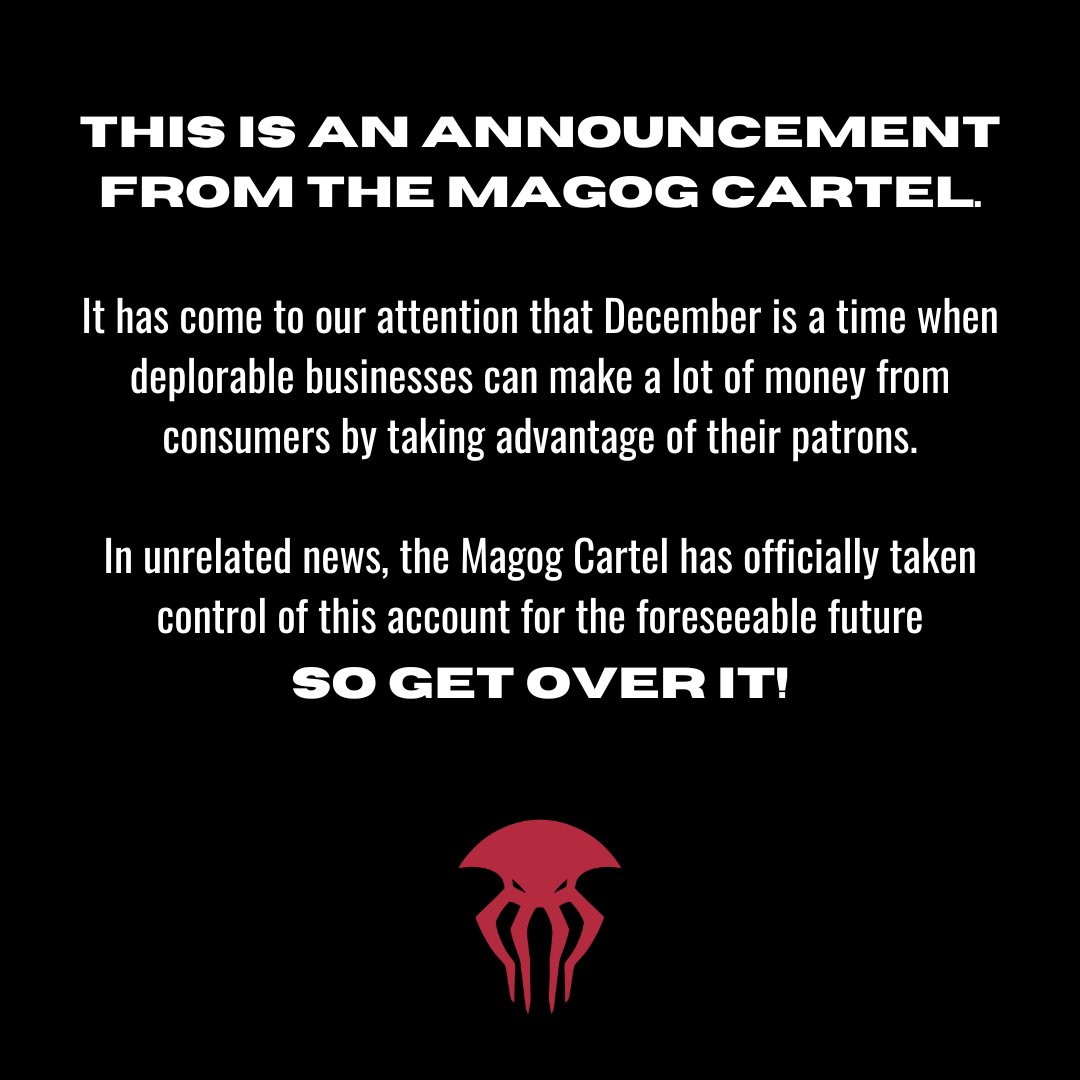 THIS IS AN ANNOUNCEMENT
FROM THE MAGOG CARTEL.
It has come to our attention that December is a time when
deplorable businesses can make a lot of money from
consumers by taking advantage of their patrons.
In unrelated news, the Magog Cartel has officially taken
control of this account for the foreseeable future
SO GET OVER IT!